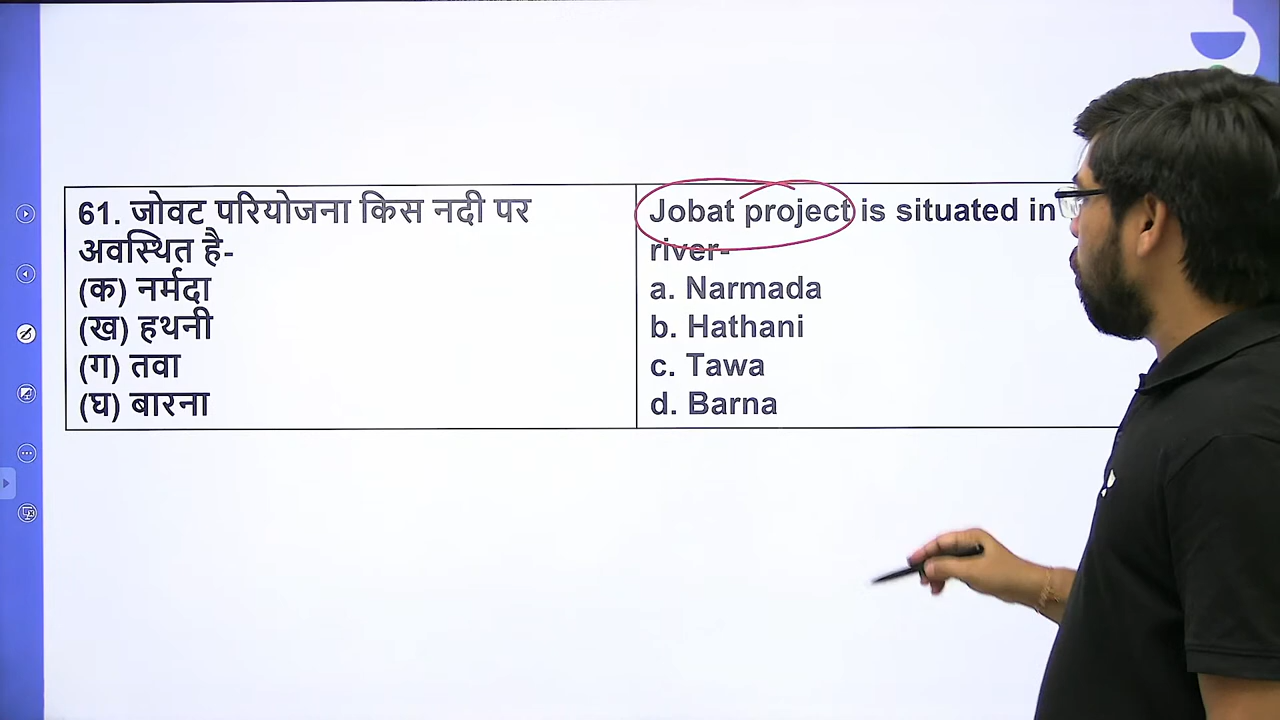 61. जोवट परियोजना किस नदी पर
अवस्थित है-
(क) नर्मदा
(ख) हथनी
(ग) तवा
(घ) बारना
Jobat project is situated in
river-
a. Narmada
b. Hathani
c. Tawa
d. Barna